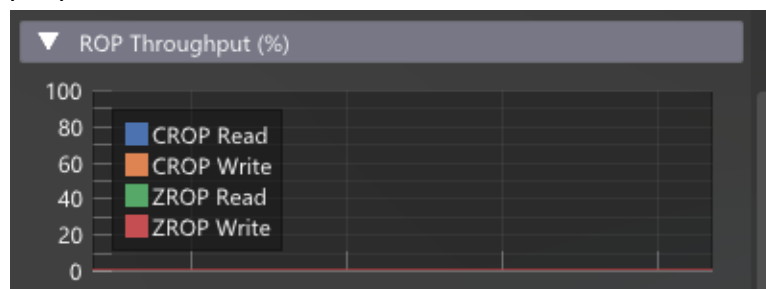 ROP Throughput (%)
100
80
60
40
20
0
CROP Read
CROP Write
ZROP Read
ZROP Write